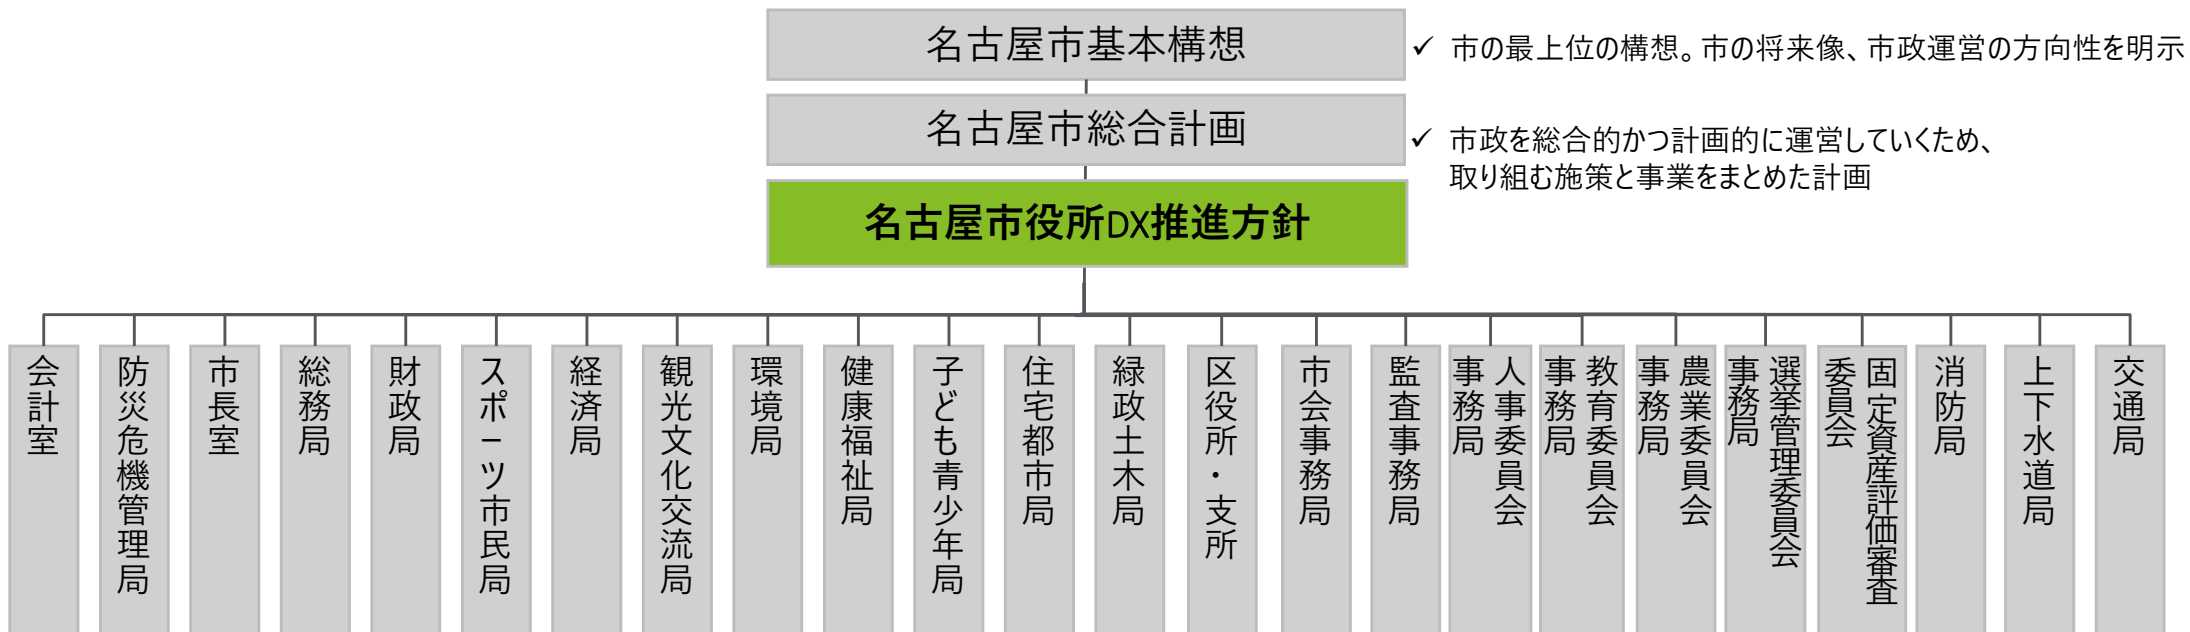 名古屋市基本構想
✓ 市の最上位の構想。市の将来像、市政運営の方向性を明示
名古屋市総合計画
✓ 市政を総合的かつ計画的に運営していくため、
取り組む施策と事業をまとめた計画
名古屋市役所DX推進方針
会計室
防災危機管理局
市長室
総務局
財政局
スポーツ市民局
経済局
観光文化交流局
環境局
健康福祉局
子ども青少年局
住宅都市局
緑政土木局
区役所・支所
市会事務局
監査事務局
人事委員会
事務局
教育委員会
事務局
農業委員会
事務局
選挙管理委員会
事務局
固定資産評価審査
委員会
消防局
上下水道局
交通局